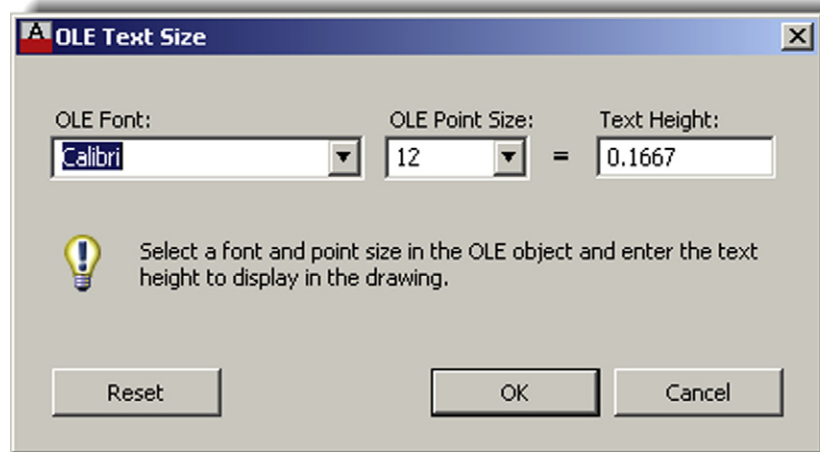 A OLE Text Size
OLE Font: OLE Point Size: Text Height:
Calibri 12 = 0.1667
Select a font and point size in the OLE object and enter the text
height to display in the drawing.
Reset OK Cancel